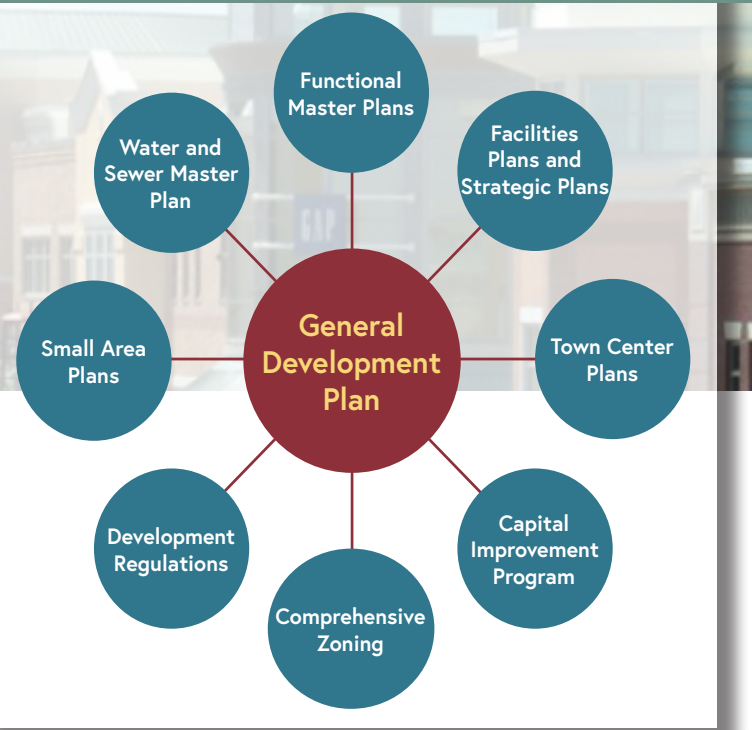 Functional
Master Plans
Facilities
Plans and
Strategic Plans
Water and
Sewer Master
Plan
GAP
General
Development
Plan
Town Center
Plans
Small Area
Plans
Capital
Improvement
Program
Development
Regulations
Comprehensive
Zoning